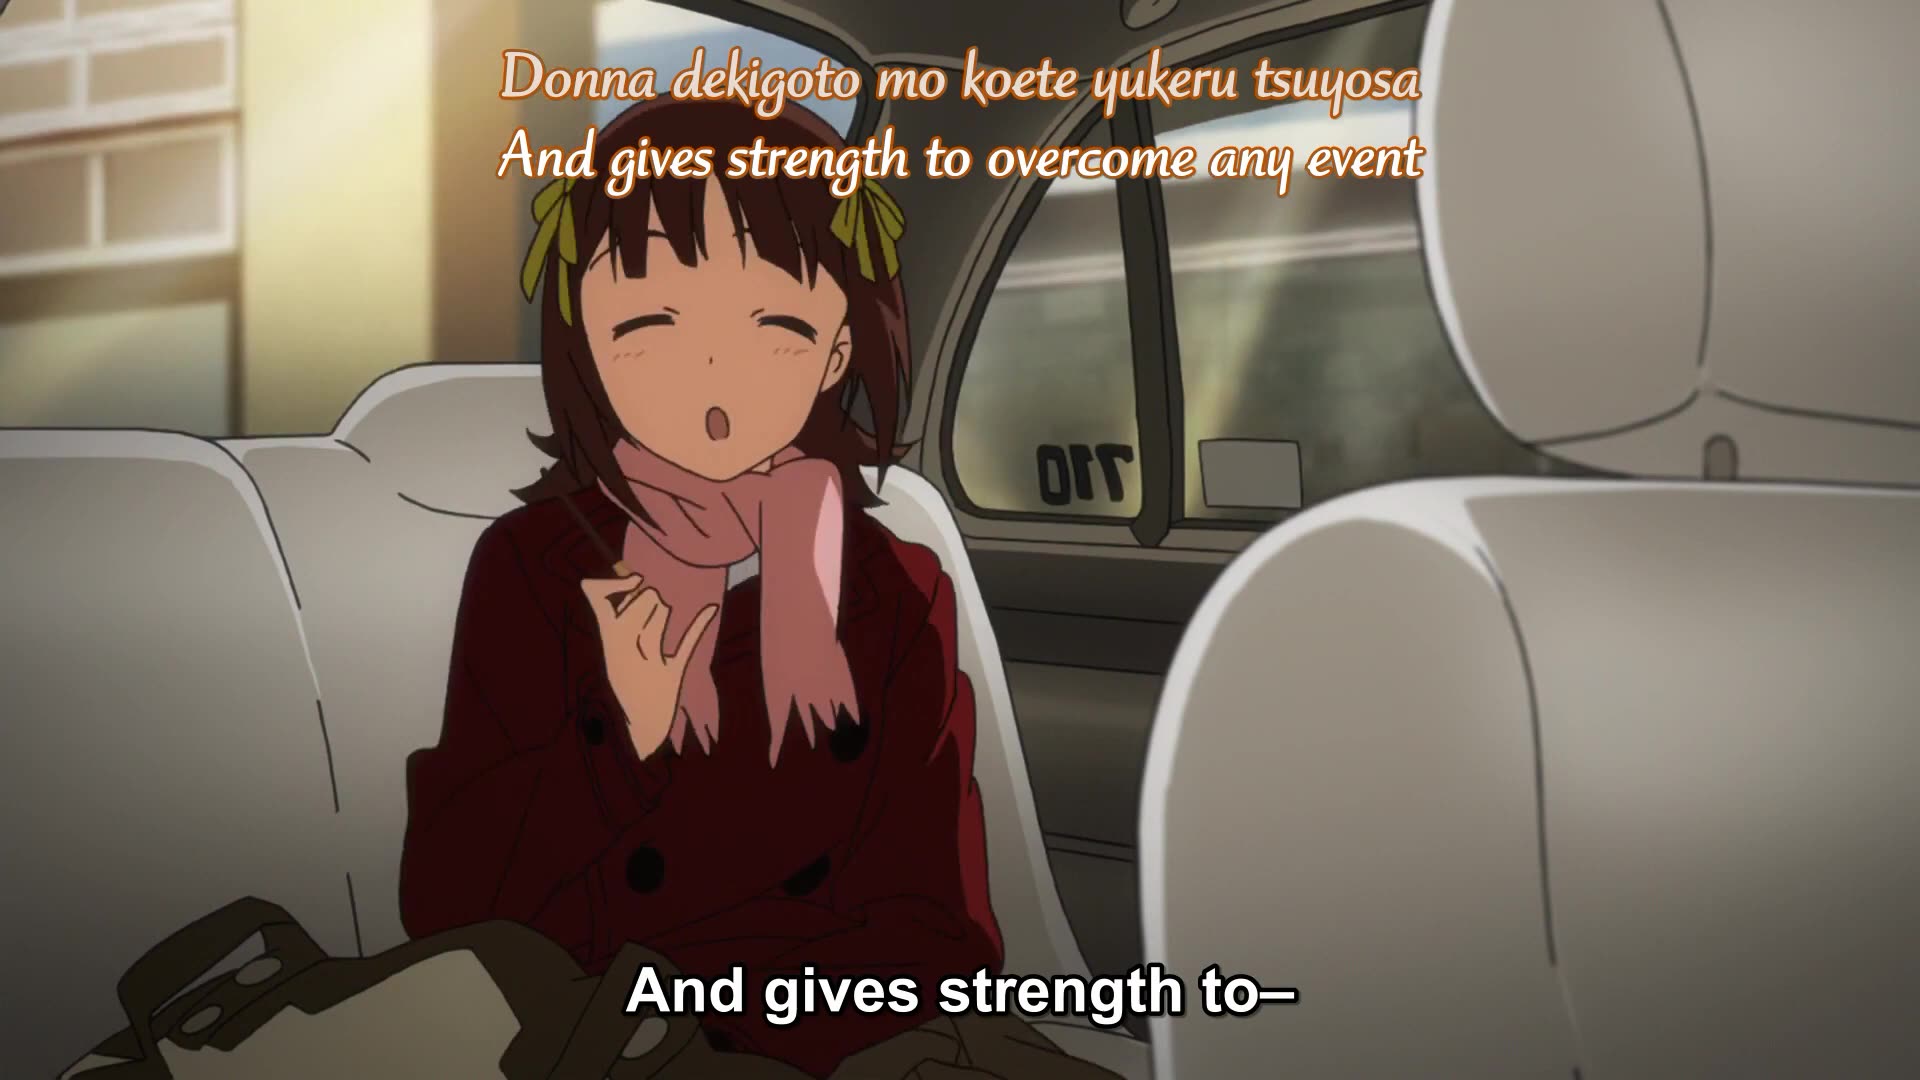 Donna dekigoto mo koete yukeru tsuyosa
And gives strength to overcome any event
710
And gives strength to–